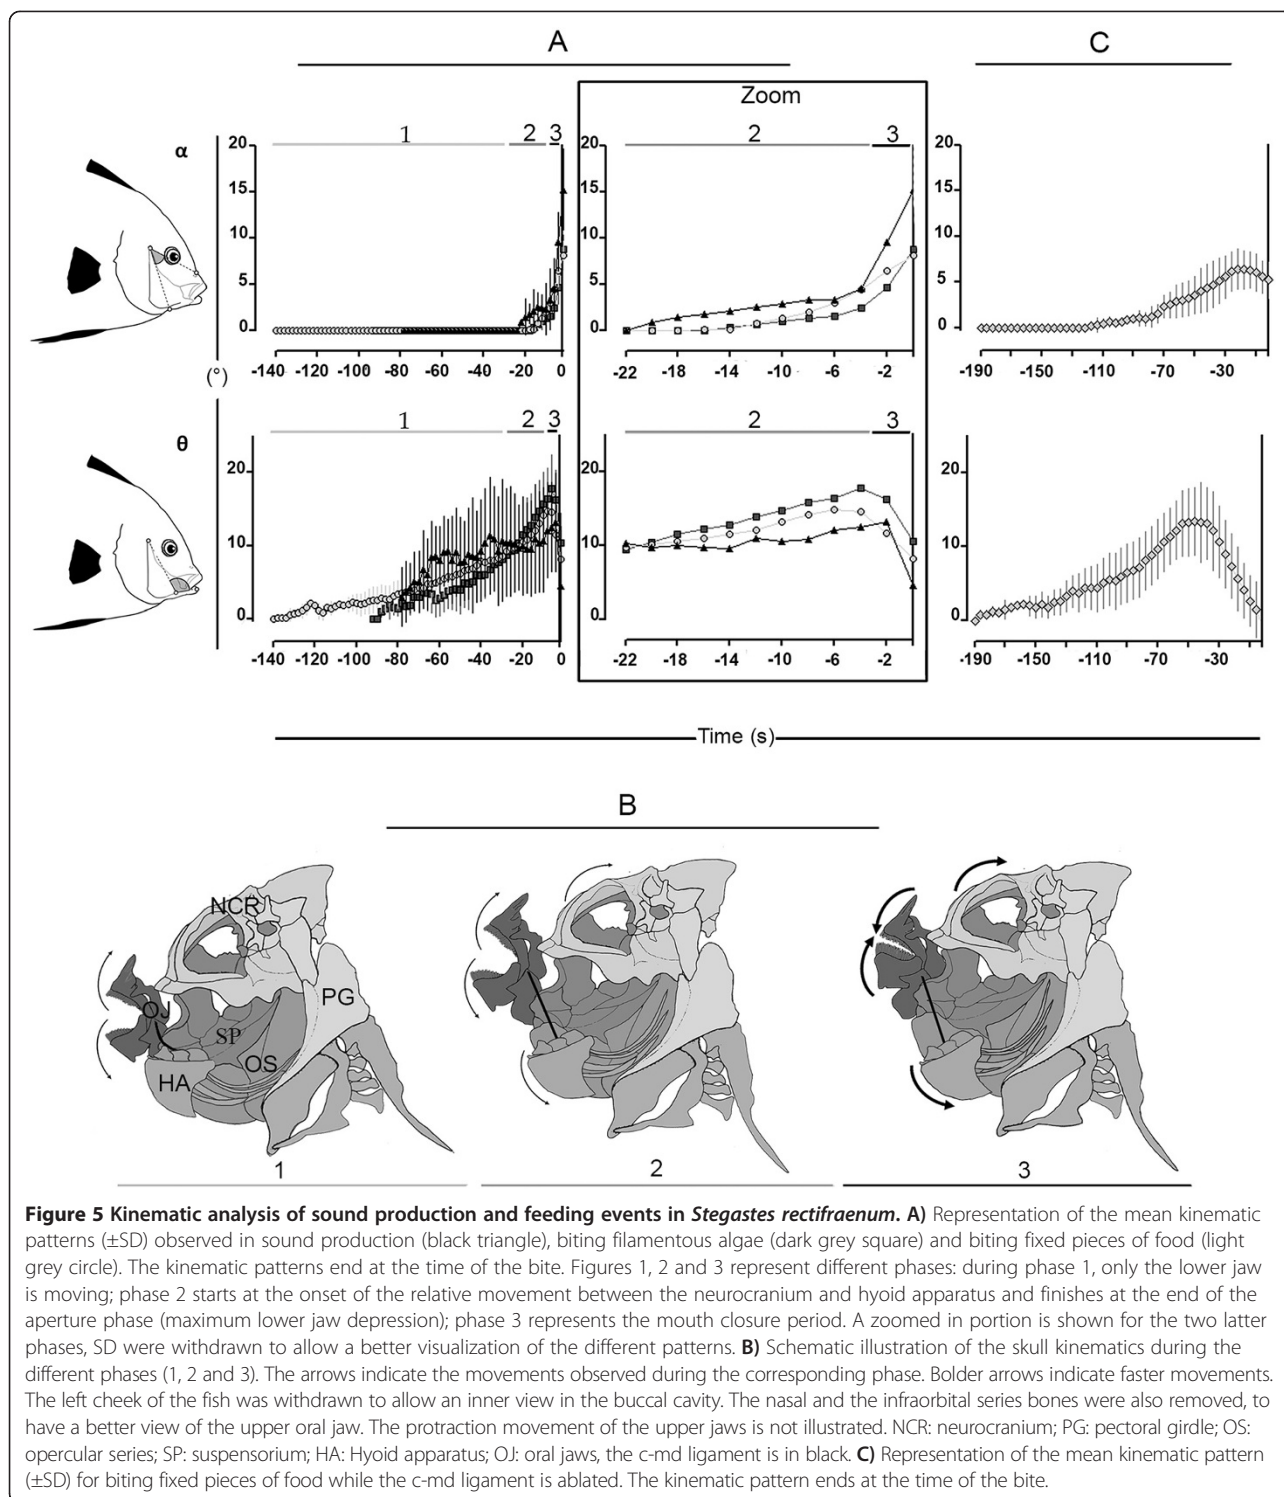 A
C
Zoom
α
20
15
10
5
0
1
2
3
-140 -120 -100 -80 -60 -40 -20 0
20
15
10
5
0
2
3
-22 -18 -14 -10 -6 -2
20
15
10
5
0
-190 -150 -110 -70 -30
(°)
θ
20
10
0
1
2
3
-140 -120 -100 -80 -60 -40 -20 0
20
10
0
2
3
-22 -18 -14 -10 -6 -2
20
10
0
-190 -150 -110 -70 -30
Time (s)
B
NCR
OJ
SP
PG
OS
HA
1
2
3
Figure 5 Kinematic analysis of sound production and feeding events in Stegastes rectifraenum. A) Representation of the mean kinematic
patterns (±SD) observed in sound production (black triangle), biting filamentous algae (dark grey square) and biting fixed pieces of food (light
grey circle). The kinematic patterns end at the time of the bite. Figures 1, 2 and 3 represent different phases: during phase 1, only the lower jaw
is moving; phase 2 starts at the onset of the relative movement between the neurocranium and hyoid apparatus and finishes at the end of the
aperture phase (maximum lower jaw depression); phase 3 represents the mouth closure period. A zoomed in portion is shown for the two latter
phases, SD were withdrawn to allow a better visualization of the different patterns. B) Schematic illustration of the skull kinematics during the
different phases (1, 2 and 3). The arrows indicate the movements observed during the corresponding phase. Bolder arrows indicate faster movements.
The left cheek of the fish was withdrawn to allow an inner view in the buccal cavity. The nasal and the infraorbital series bones were also removed, to
have a better view of the upper oral jaw. The protraction movement of the upper jaws is not illustrated. NCR: neurocranium; PG: pectoral girdle; OS:
opercular series; SP: suspensorium; HA: Hyoid apparatus; OJ: oral jaws, the c-md ligament is in black. C) Representation of the mean kinematic pattern
(±SD) for biting fixed pieces of food while the c-md ligament is ablated. The kinematic pattern ends at the time of the bite.